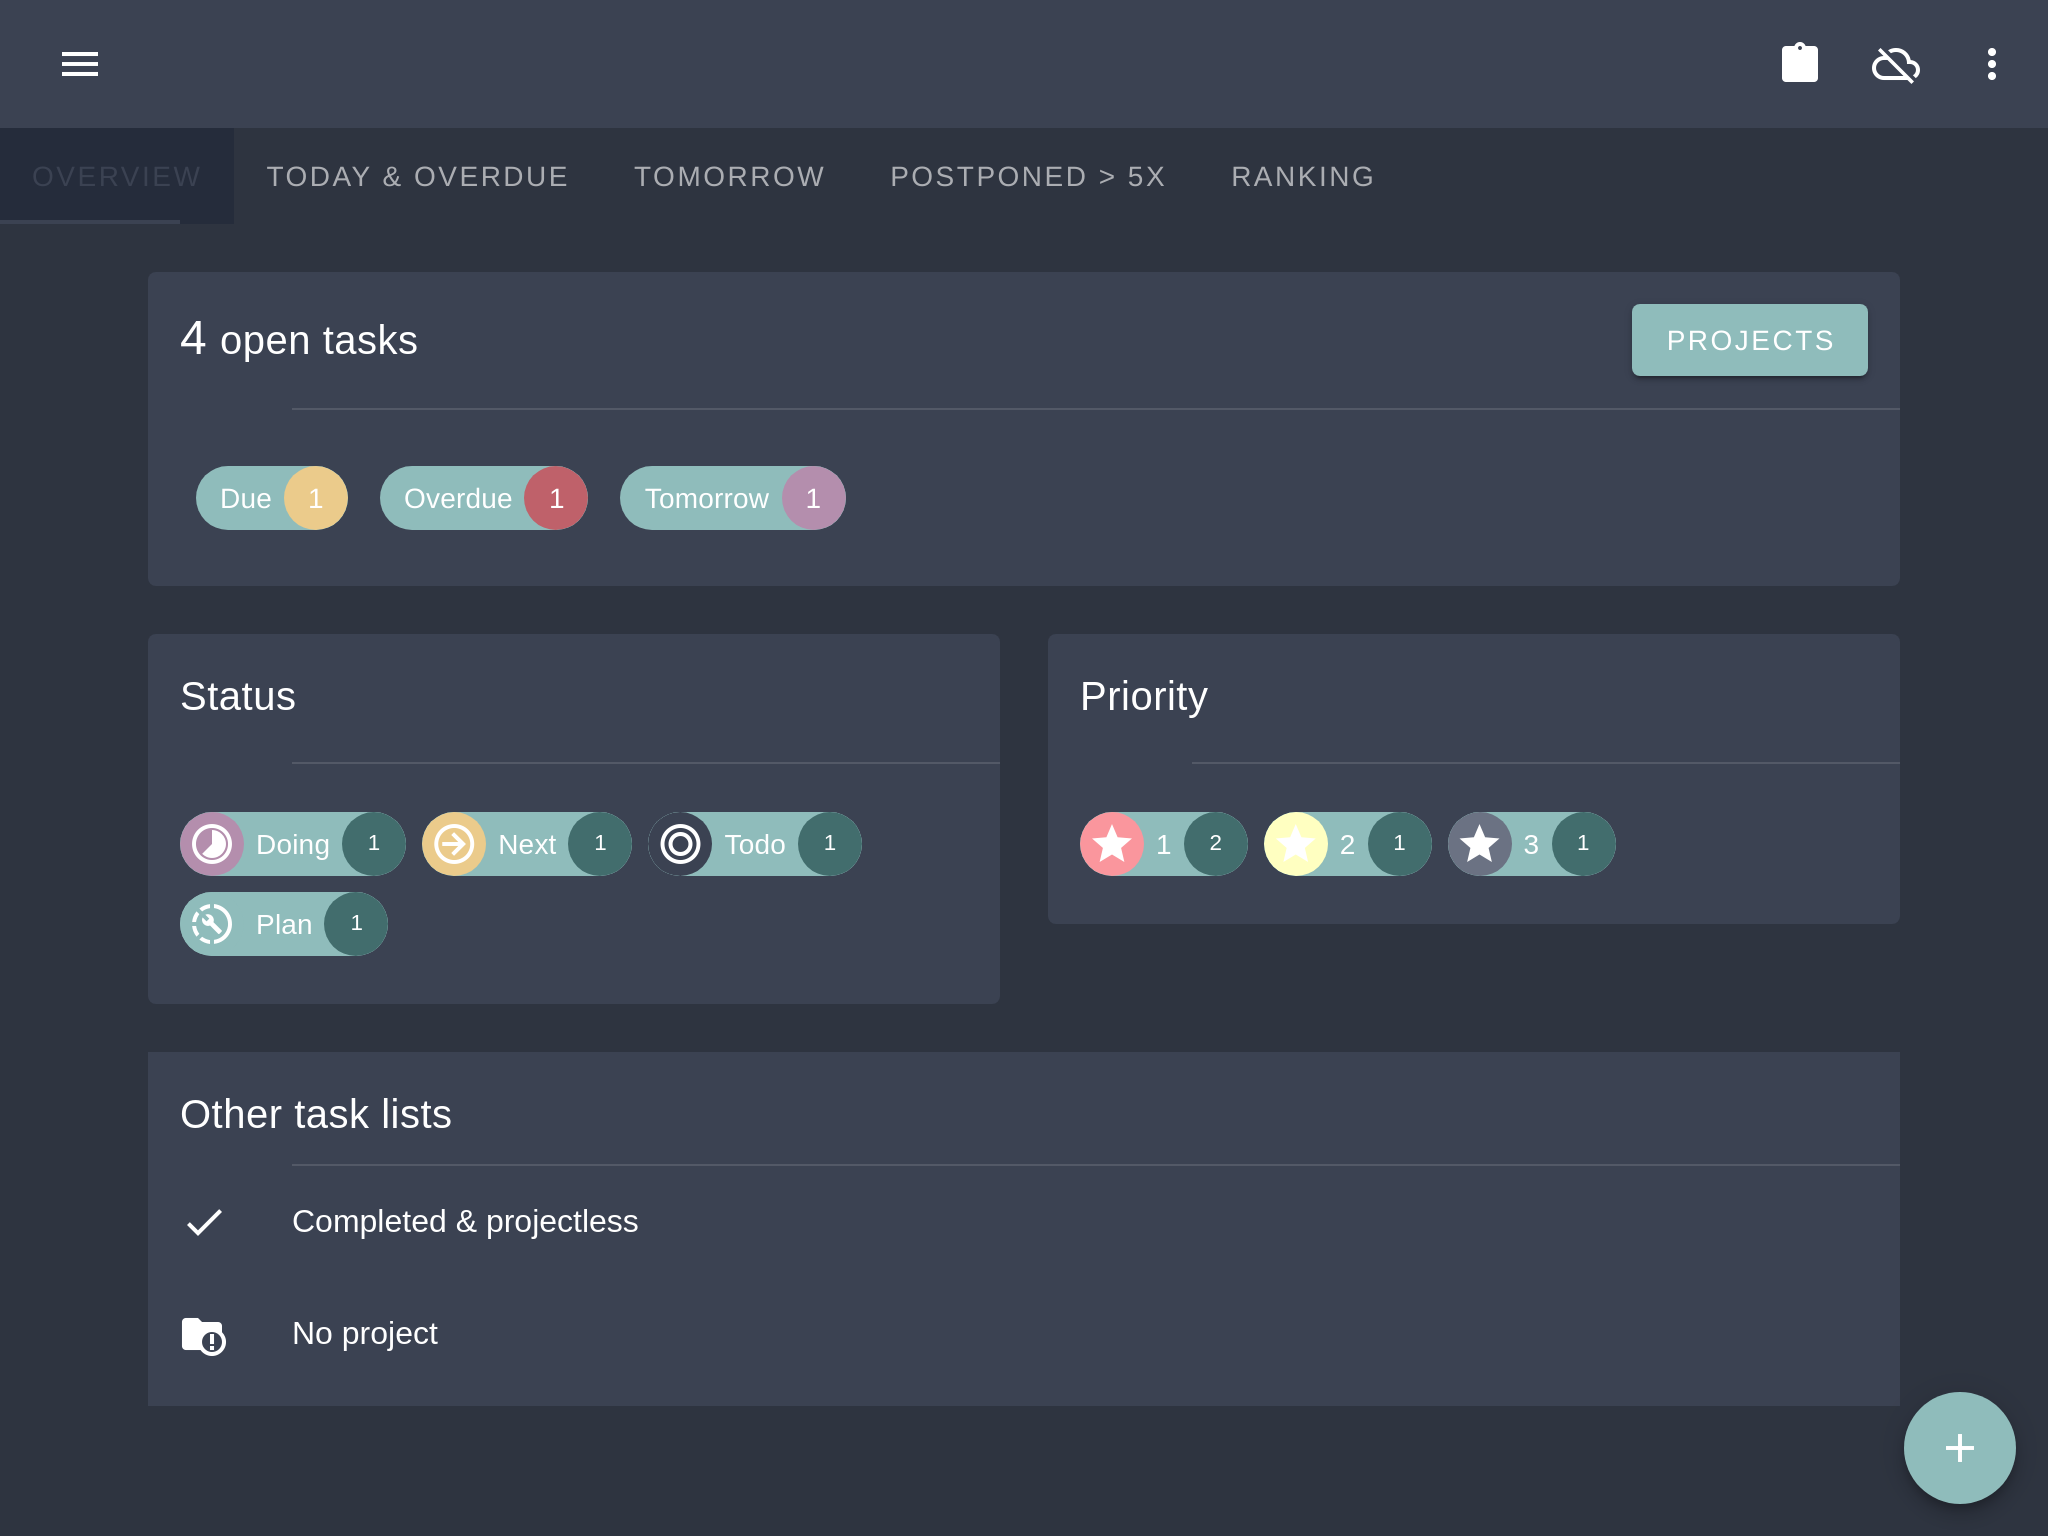 OVERVIEW TODAY & OVERDUE TOMORROW POSTPONED > 5X RANKING
4 open tasks PROJECTS
Due 1 Overdue 1 Tomorrow 1
Status
Doing 1 Next 1 Todo 1
Plan 1
Priority
1 2 2 1 3 1
Other task lists
Completed & projectless
No project